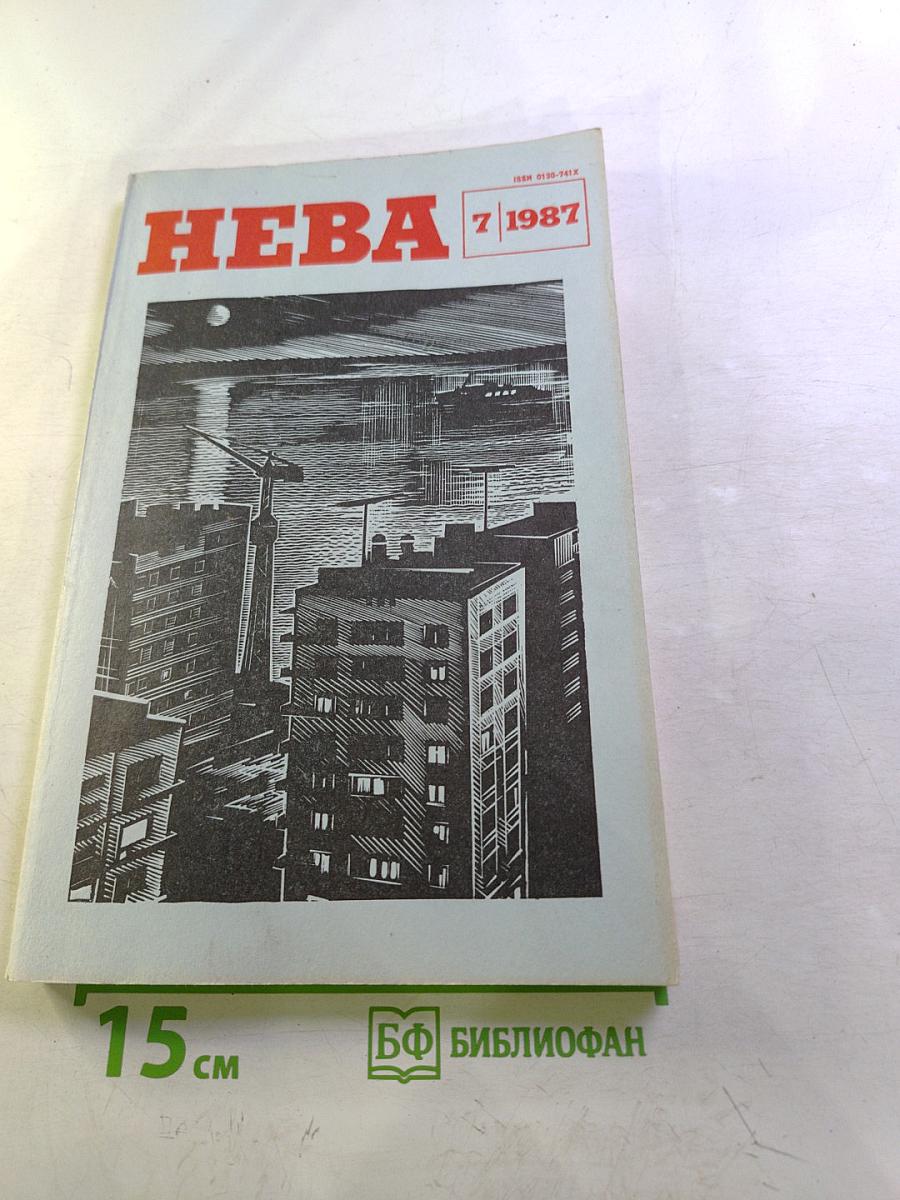 ISSN 0130-741X
НЕВА
7 | 1987
15 см
БФ БИБЛИОФАН